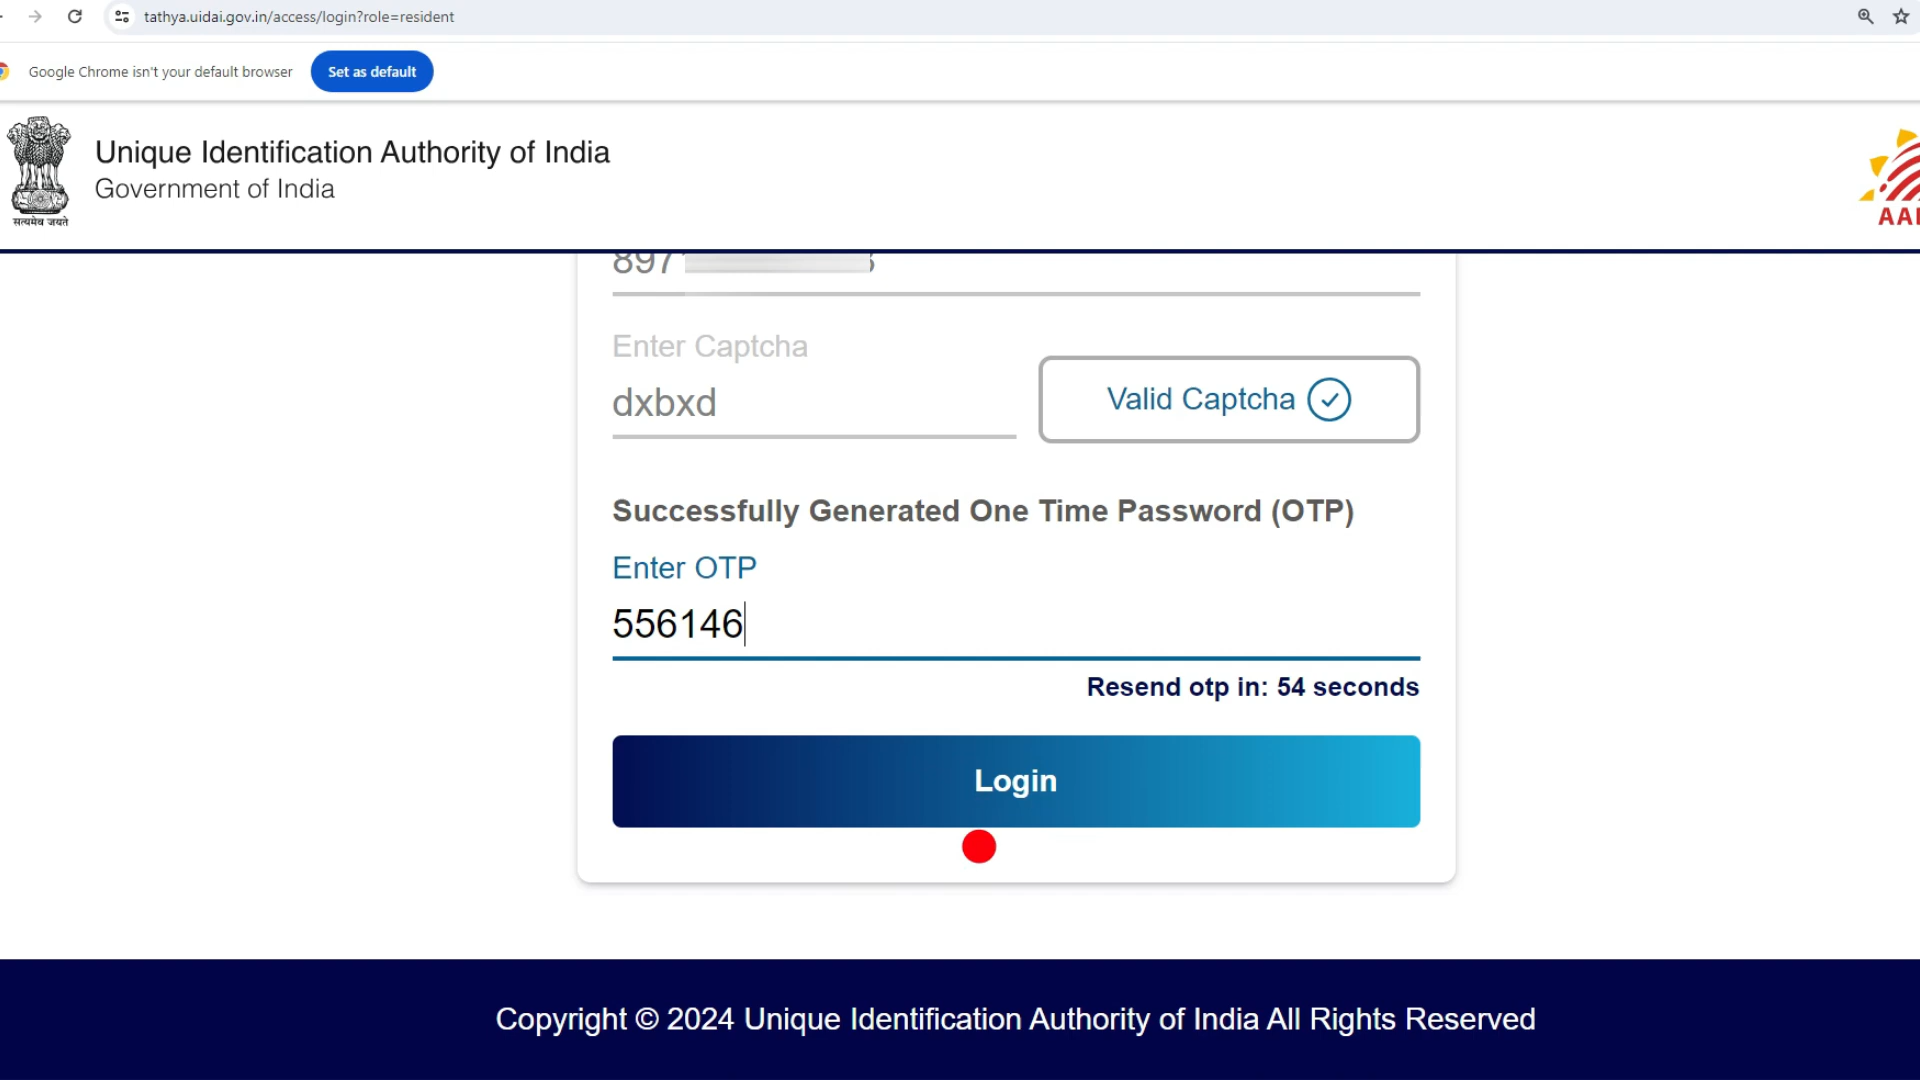 tathya.uidai.gov.in/access/login?role=resident
Google Chrome isn't your default browser
Set as default
सत्यमेव जयते
Unique Identification Authority of India
Government of India
AA
897
Enter Captcha
dxbxd
Valid Captcha
Successfully Generated One Time Password (OTP)
Enter OTP
556146
Resend otp in: 54 seconds
Login
Copyright © 2024 Unique Identification Authority of India All Rights Reserved